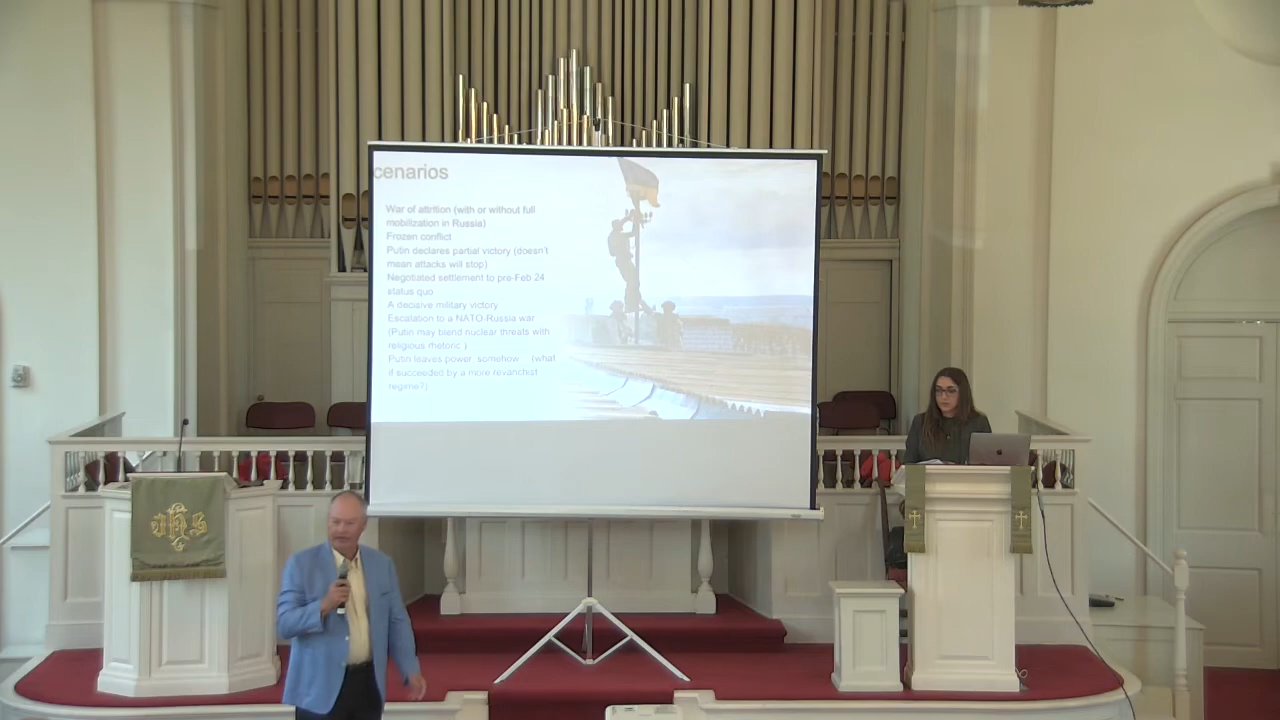 cenarios
War of attrition (with or without full
mobilization in Russia)
Frozen conflict
Putin declares partial victory (doesn't
mean attacks will stop)
Negotiated settlement to pre-Feb 24
status quo
A decisive military victory
Escalation to a NATO-Russia war
(Putin may blend nuclear threats with
religious rhetoric )
Putin leaves power, somehow... (what
if succeeded by a more revanchist
regime?)
IHS